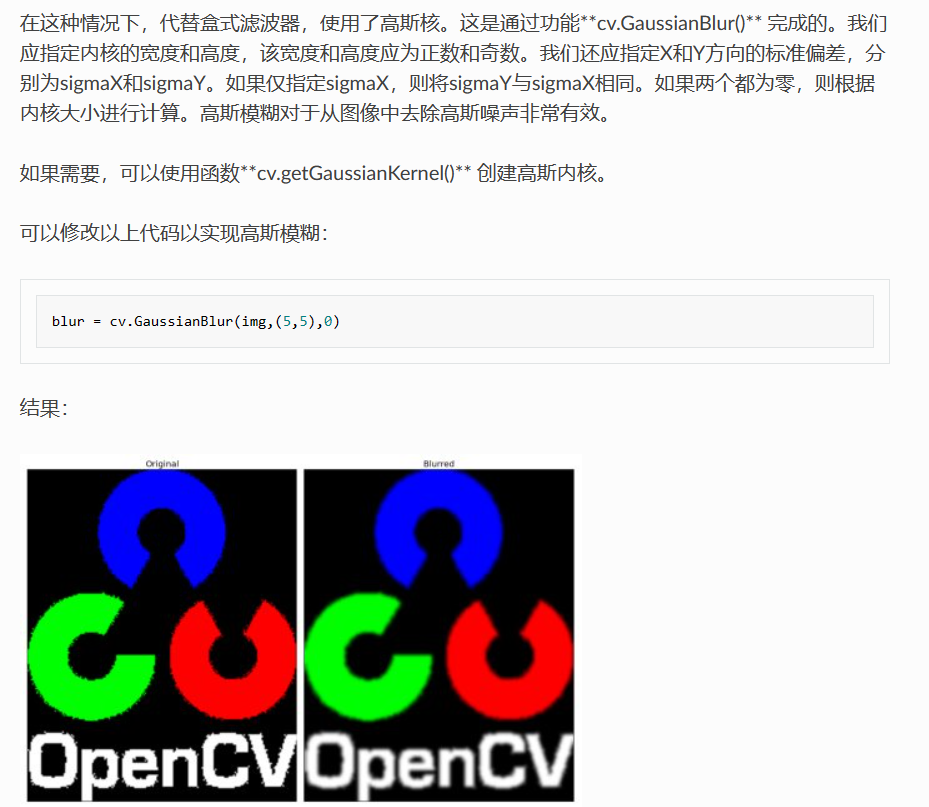 在这种情况下，代替盒式滤波器，使用了高斯核。这是通过功能**cv.GaussianBlur()** 完成的。我们
应指定内核的宽度和高度，该宽度和高度应为正数和奇数。我们还应指定X和Y方向的标准偏差，分
别为sigmaX和sigmaY。如果仅指定sigmaX，则将sigmaY与sigmaX相同。如果两个都为零，则根据
内核大小进行计算。高斯模糊对于从图像中去除高斯噪声非常有效。
如果需要，可以使用函数**cv.getGaussianKernel()** 创建高斯内核。
可以修改以上代码以实现高斯模糊：
blur = cv.GaussianBlur(img,(5,5),0)
结果：
Original Blurred
OpenCV OpenCV